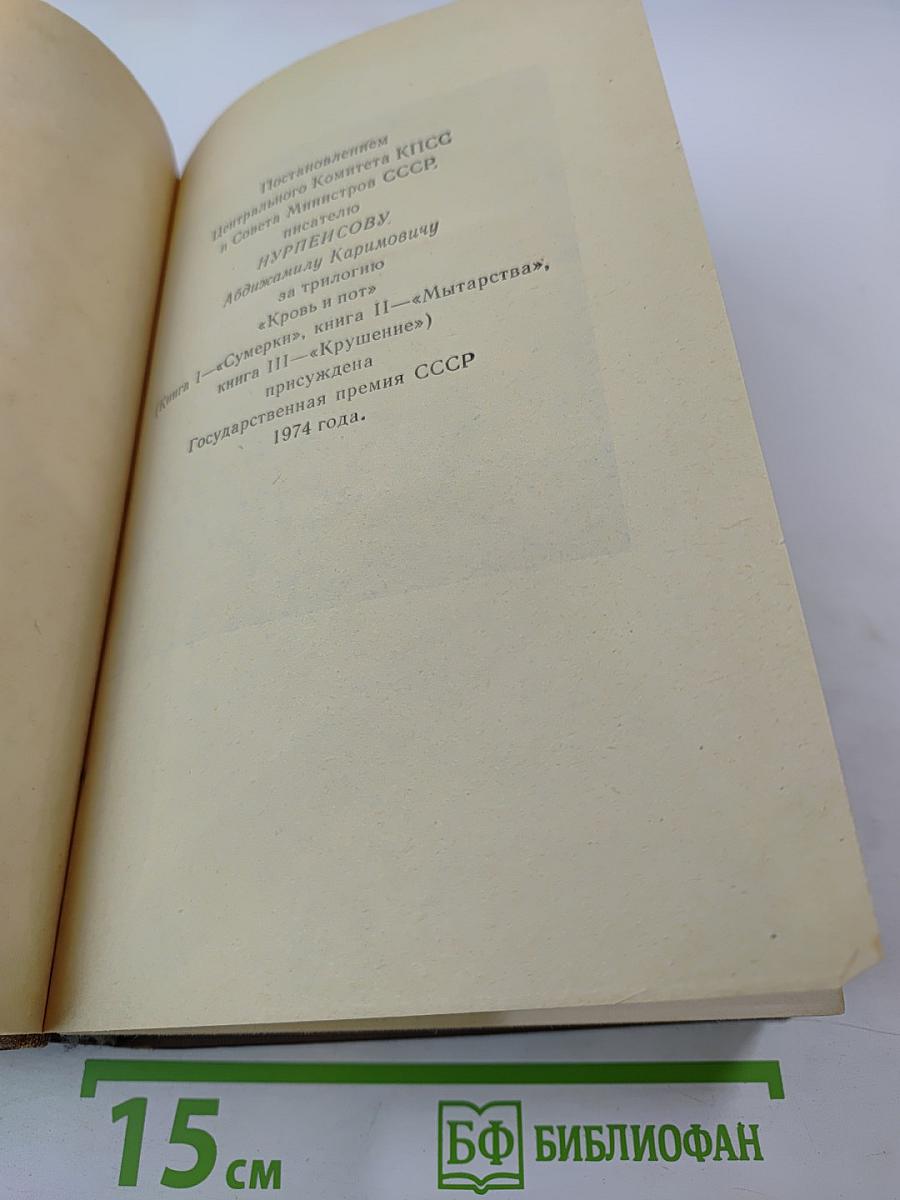 Постановлением
Центрального Комитета КПСС
и Совета Министров СССР,
писателю
НУРПЕИСОВУ
Абдижамилу Каримовичу
за трилогию
«Кровь и пот»
(Книга I—«Сумерки», книга II—«Мытарства»,
книга III—«Крушение»)
присуждена
Государственная премия СССР
1974 года.
15 см
БФ БИБЛИОФАН